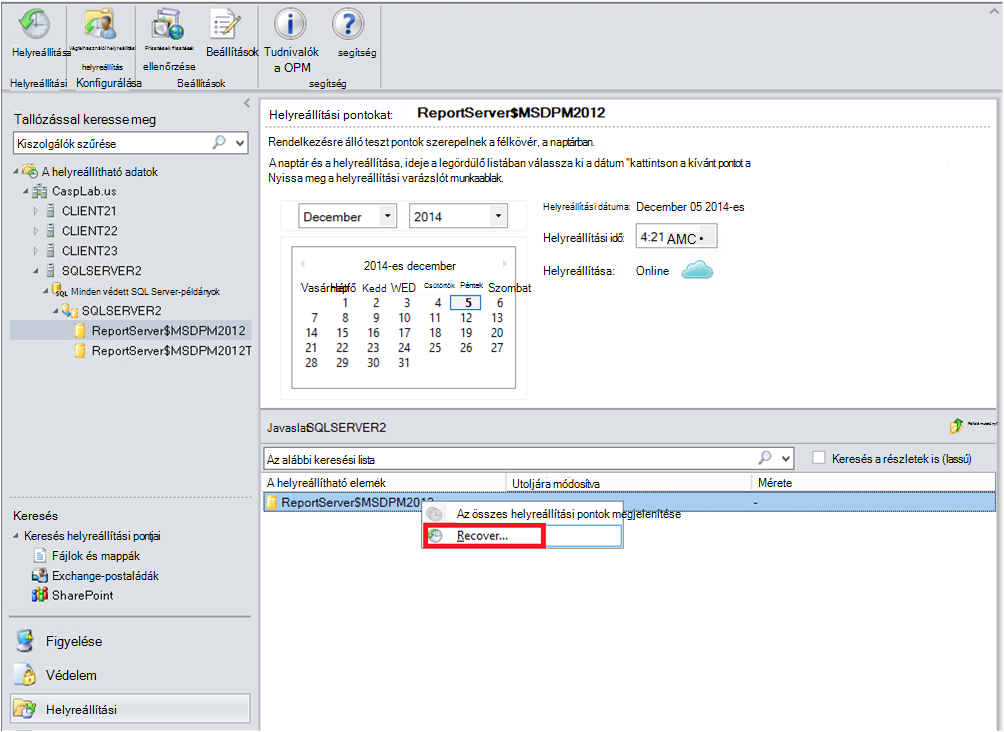 Helyreállítása
Végfelhasználói helyreállítási
helyreállítás
ellenőrzése
Beállítások
Tudnivalók
a OPM
segítség
Helyreállítási
Konfigurálása
Beállítások
segítség
Tallózással keresse meg
Kiszolgálók szűrése
A helyreállítható adatok
CaspLab.us
CLIENT21
CLIENT22
CLIENT23
SQLSERVER2
Minden védett SQL Server-példányok
SQLSERVER2
ReportServer$MSDPM2012
ReportServer$MSDPM2012T
Keresés
Keresés helyreállítási pontjai
Fájlok és mappák
Exchange-postaládák
SharePoint
Figyelése
Védelem
Helyreállítási
Helyreállítási pontokat: ReportServer$MSDPM2012
Rendelkezésre álló teszt pontok szerepelnek a félkövér, a naptárban.
A naptár és a helyreállítása, ideje a legördülő listában válassza ki a dátum "kattintson a kívánt pontot a
Nyissa meg a helyreállítási varázslót munkaablak.
December 2014
2014-es december
Vasárnap Hétfő Kedd WED Csütörtök Péntek Szombat
1 2 3 4 5 6
7 8 9 10 11 12 13
14 15 16 17 18 19 20
21 22 23 24 25 26 27
28 29 30 31
Helyreállítási dátuma: December 05 2014-es
Helyreállítási idő: 4:21 AMC •
Helyreállítása: Online
Javaslat SQLSERVER2
Az alábbi keresési lista
Keresés a részletek is (lassú)
A helyreállítható elemék Utoljára módosítva Mérete
ReportServer$MSDPM2012 -
Az összes helyreállítási pontok megjelenítése
Recover...